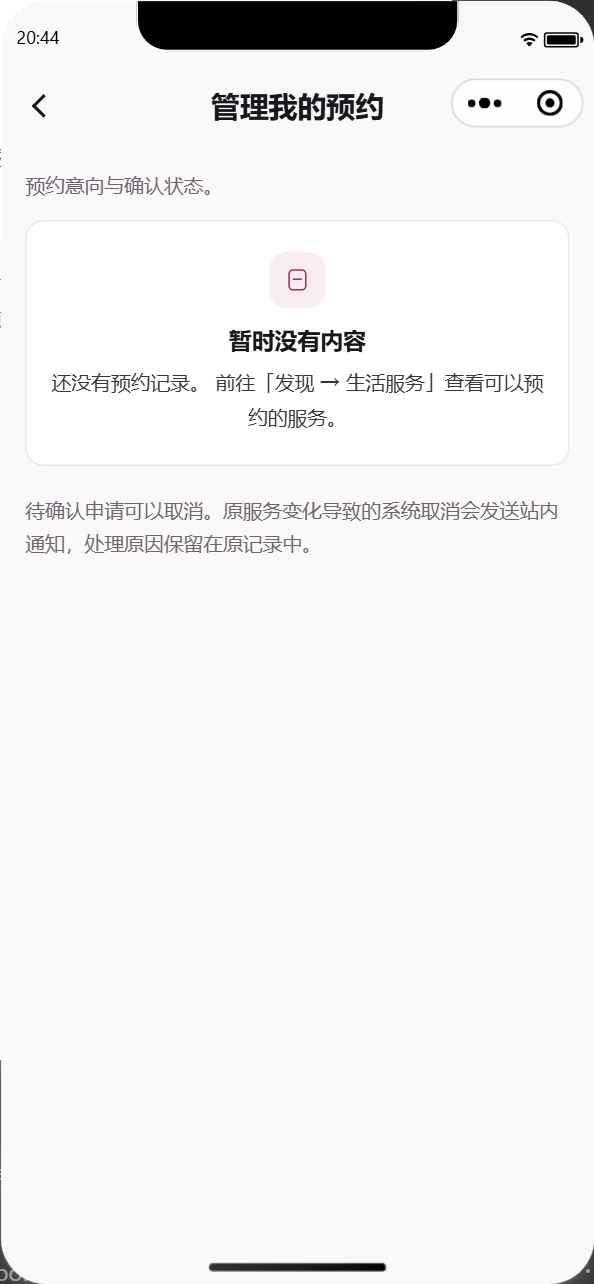 20:44
管理我的预约
预约意向与确认状态。
暂时没有内容
还没有预约记录。 前往「发现 → 生活服务」查看可以预
约的服务。
待确认申请可以取消。原服务变化导致的系统取消会发送站内
通知，处理原因保留在原记录中。